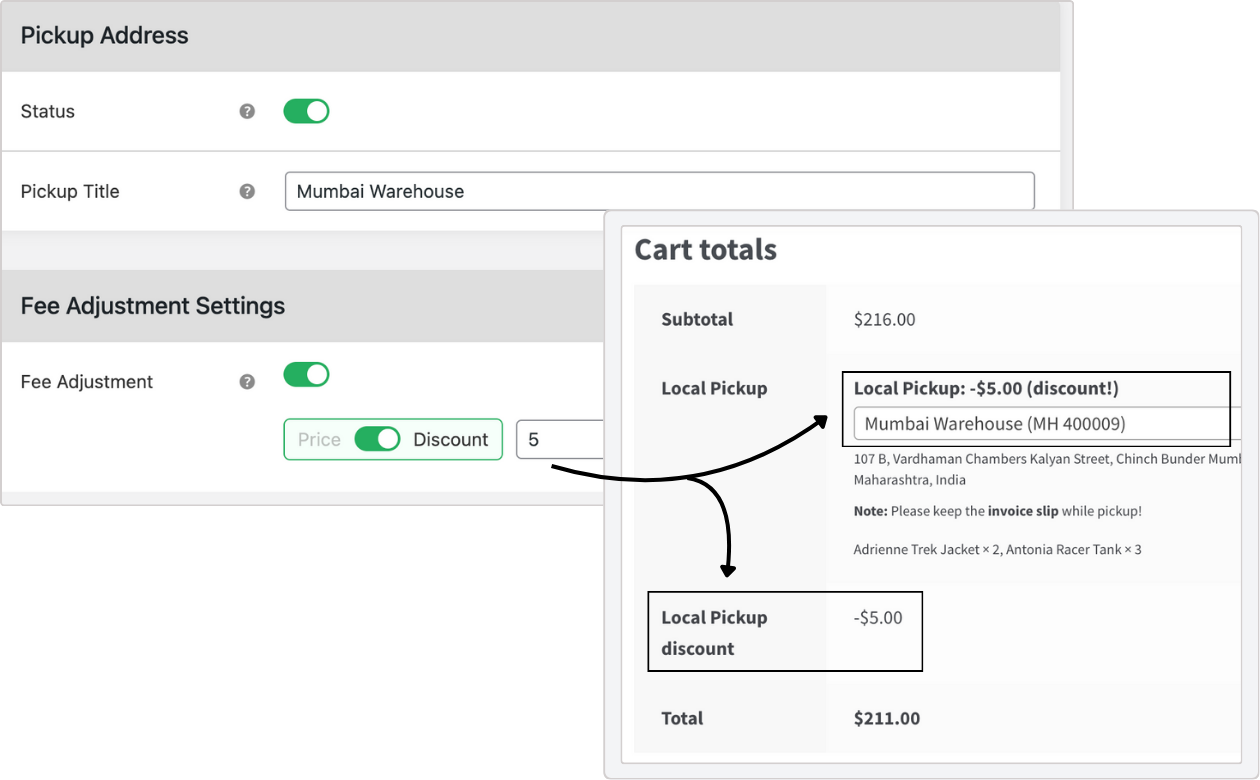 Pickup Address
Status
Pickup Title
Mumbai Warehouse
Fee Adjustment Settings
Fee Adjustment
Price Discount 5
Cart totals
Subtotal $216.00
Local Pickup Local Pickup: -$5.00 (discount!)
Mumbai Warehouse (MH 400009)
107 B, Vardhaman Chambers Kalyan Street, Chinch Bunder
Maharashtra, India
Note: Please keep the invoice slip while pickup!
Adrienne Trek Jacket × 2, Antonia Racer Tank × 3
Local Pickup -$5.00
discount
Total $211.00